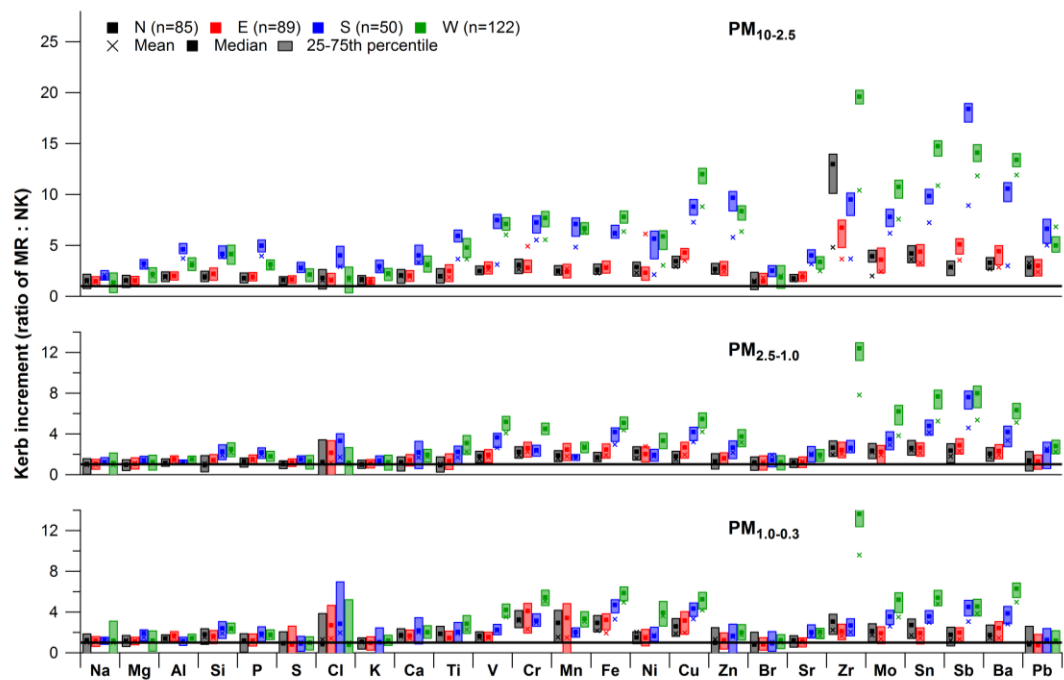 N (n=85) E (n=89) S (n=50) W (n=122)
× Mean Median 25-75th percentile
PM10-2.5
25
20
15
10
5
0
Kerb increment (ratio of MR : NK)
PM2.5-1.0
12
8
4
0
PM1.0-0.3
12
8
4
0
Na Mg Al Si P S Cl K Ca Ti V Cr Mn Fe Ni Cu Zn Br Sr Zr Mo Sn Sb Ba Pb